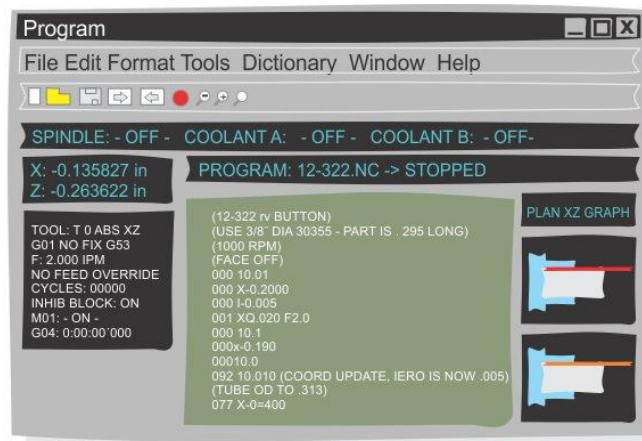 Program
File Edit Format Tools Dictionary Window Help
SPINDLE: - OFF - COOLANT A: - OFF - COOLANT B: - OFF-
X: -0.135827 in
Z: -0.263622 in
PROGRAM: 12-322.NC -> STOPPED
TOOL: T 0 ABS XZ
G01 NO FIX G53
F: 2.000 IPM
NO FEED OVERRIDE
CYCLES: 00000
INHIB BLOCK: ON
M01: - ON -
G04: 0:00:00`000
(12-322 rv BUTTON)
(USE 3/8¨ DIA 30355 - PART IS . 295 LONG)
(1000 RPM)
(FACE OFF)
000 10.01
000 X-0.2000
000 I-0.005
001 XQ.020 F2.0
000 10.1
000x-0.190
00010.0
092 10.010 (COORD UPDATE, IERO IS NOW .005)
(TUBE OD TO .313)
077 X-0=400
PLAN XZ GRAPH